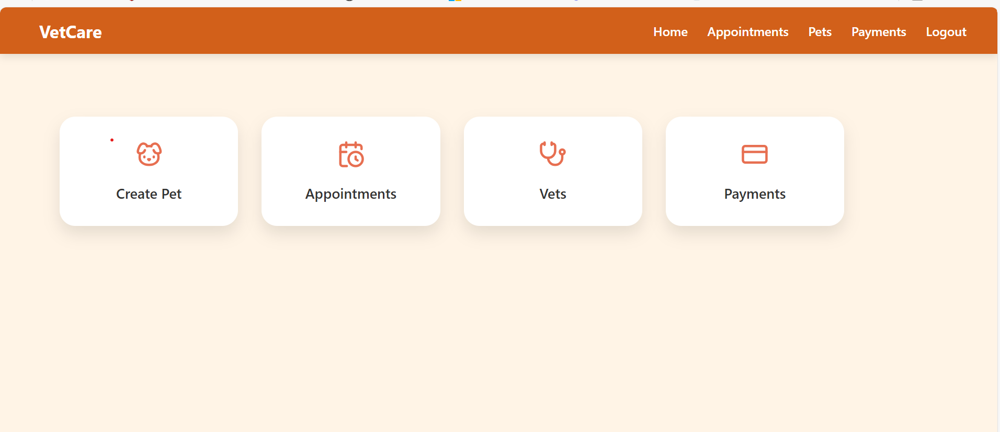 VetCare
Home Appointments Pets Payments Logout
Create Pet
Appointments
Vets
Payments